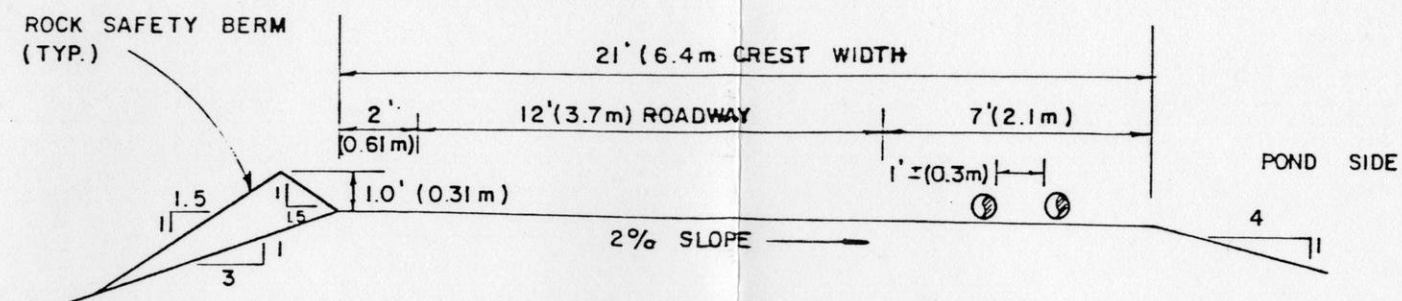 ROCK SAFETY BERM
(TYP.)
21' (6.4m CREST WIDTH
2'
(0.61m)
12'(3.7m) ROADWAY
7'(2.1m)
1'±(0.3m)
POND SIDE
1.0' (0.31m)
1.5
1
1
1.5
3
1
2% SLOPE
4
1